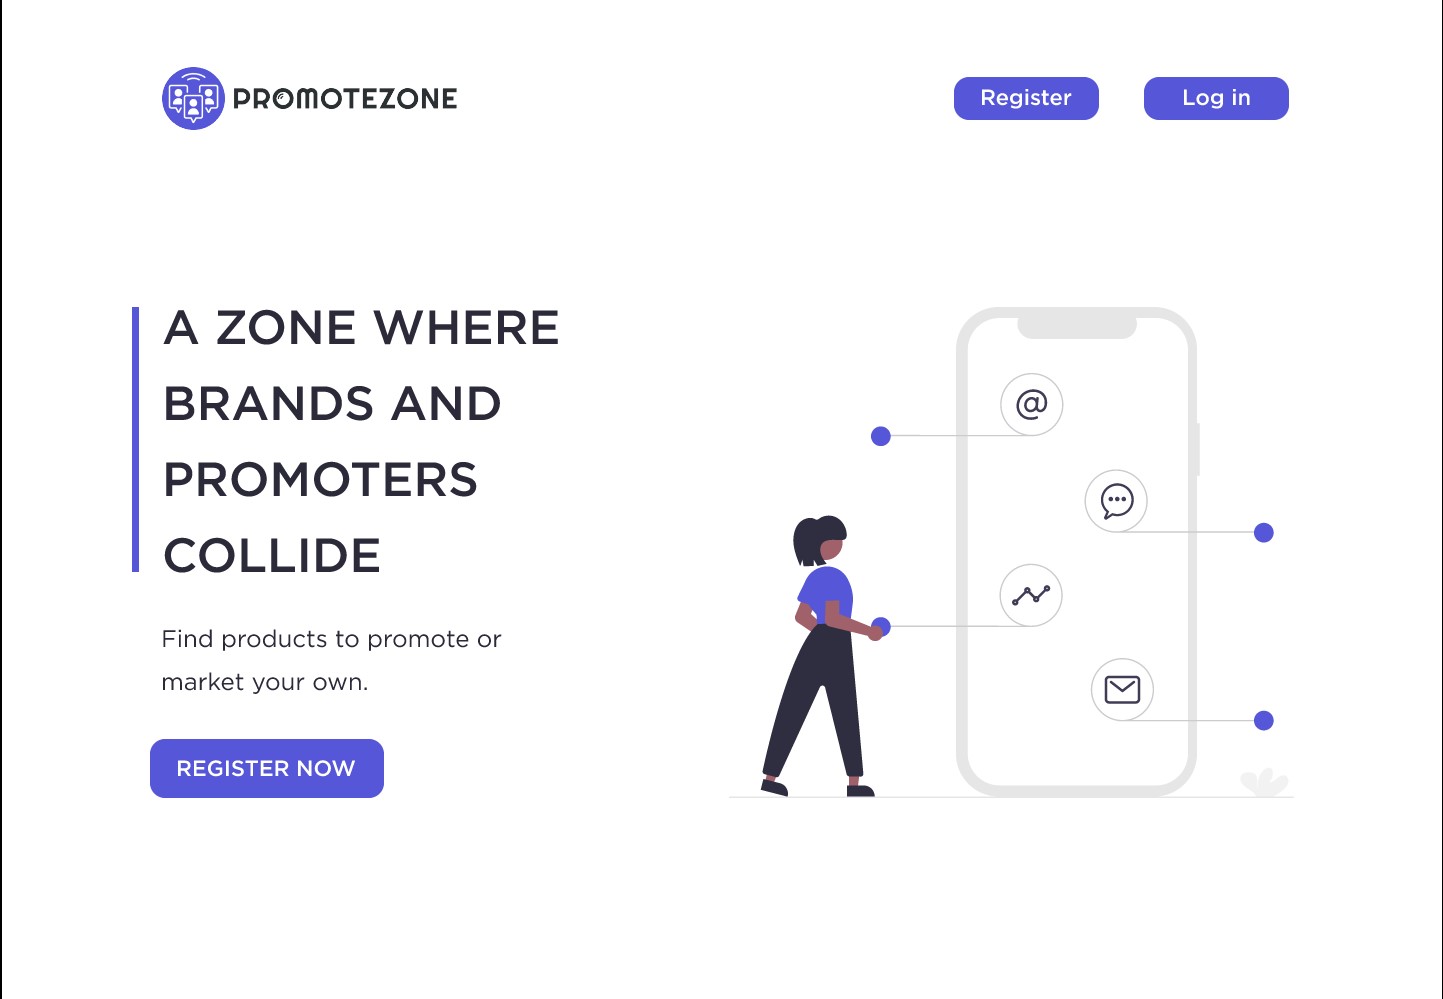 PROMOTEZONE
Register
Log in
A ZONE WHERE
BRANDS AND
PROMOTERS
COLLIDE
Find products to promote or
market your own.
REGISTER NOW
@